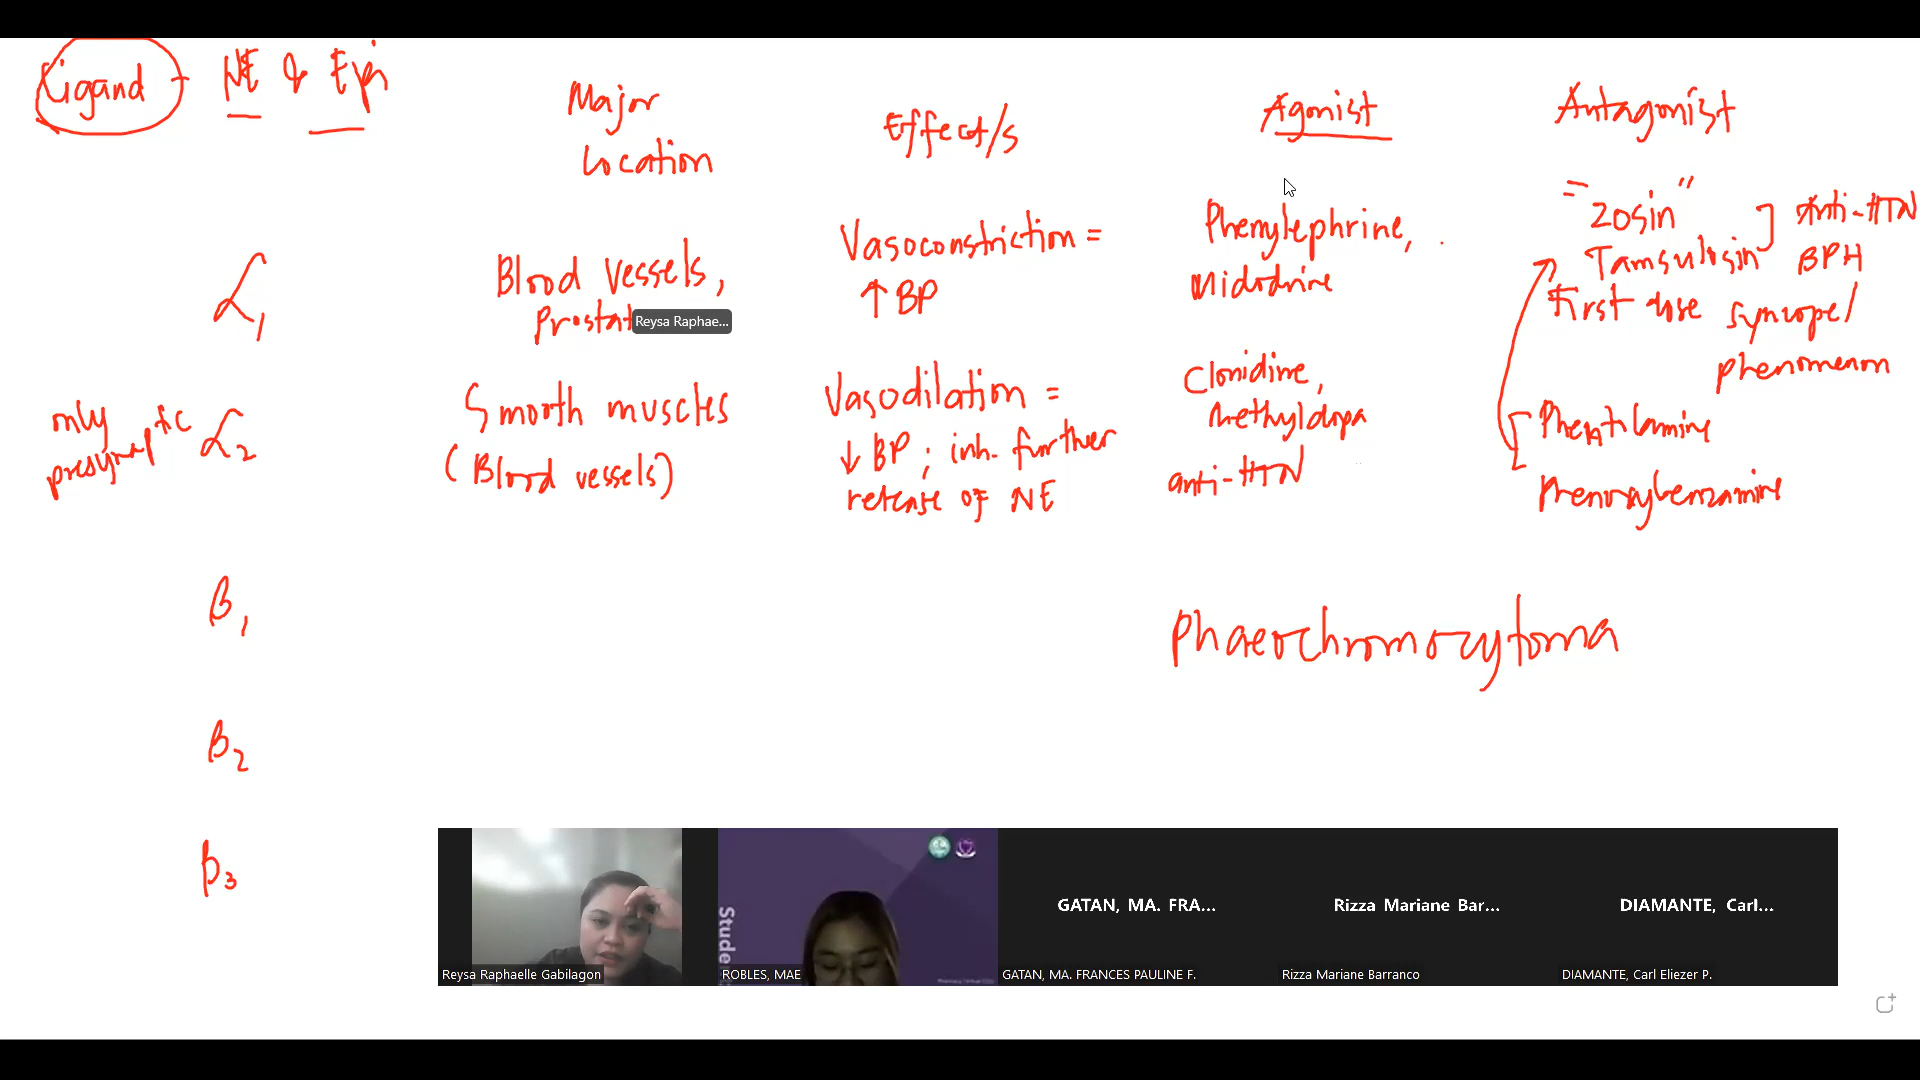 Ligand - NE & Epi
Major
Location
Effect/s
Agonist
Antagonist
α1
Blood vessels,
Prostat
Reysa Raphae...
Vasoconstriction =
↑ BP
Phenylephrine,
Midodrine
"zosin"
Tamsulosin
Anti-HTN
BPH
First dose syncope/
phenomenon
only
presynaptic
α2
Smooth muscles
(Blood vessels)
Vasodilation =
↓ BP ; inh. further
release of NE
Clonidine,
Methyldopa
anti-HTN
Phentilamine
Phenoxybenzamine
β1
Phaeochromocytoma
β2
β3
Stude
GATAN, MA. FRA...
Rizza Mariane Bar...
DIAMANTE, Carl...
Reysa Raphaelle Gabilagon
ROBLES, MAE
GATAN, MA. FRANCES PAULINE F.
Rizza Mariane Barranco
DIAMANTE, Carl Eliezer P.